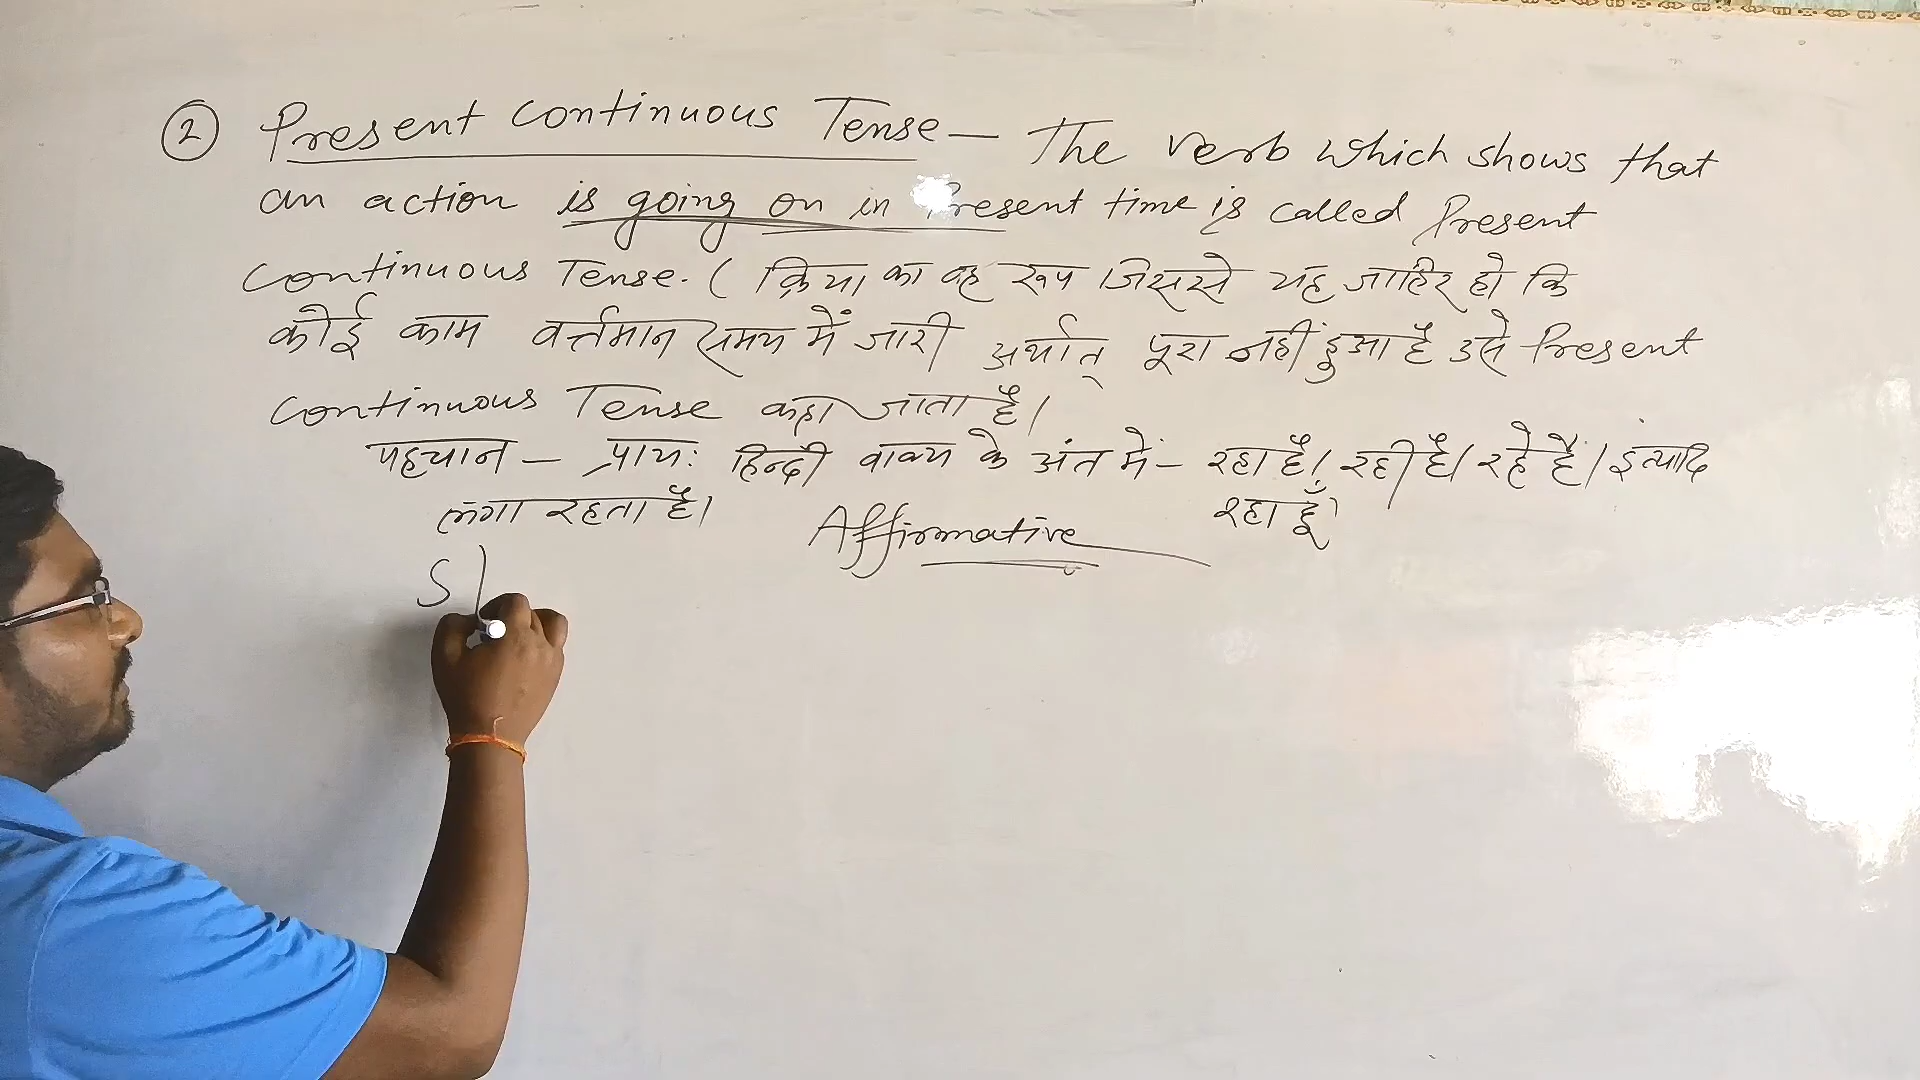 ② Present Continuous Tense — The verb which shows that
an action is going on in Present time is called Present
Continuous Tense. ( क्रिया का वह रूप जिससे यह जाहिर हो कि
कोई काम वर्त्तमान समय में जारी अर्थात् पूरा नहीं हुआ है उसे Present
Continuous Tense कहा जाता है।
पहचान — प्रायः हिन्दी वाक्य के अंत में — रहा है। रही है। रहे हैं। इत्यादि
लगा रहता है। रहा हूँ
Affirmative
S